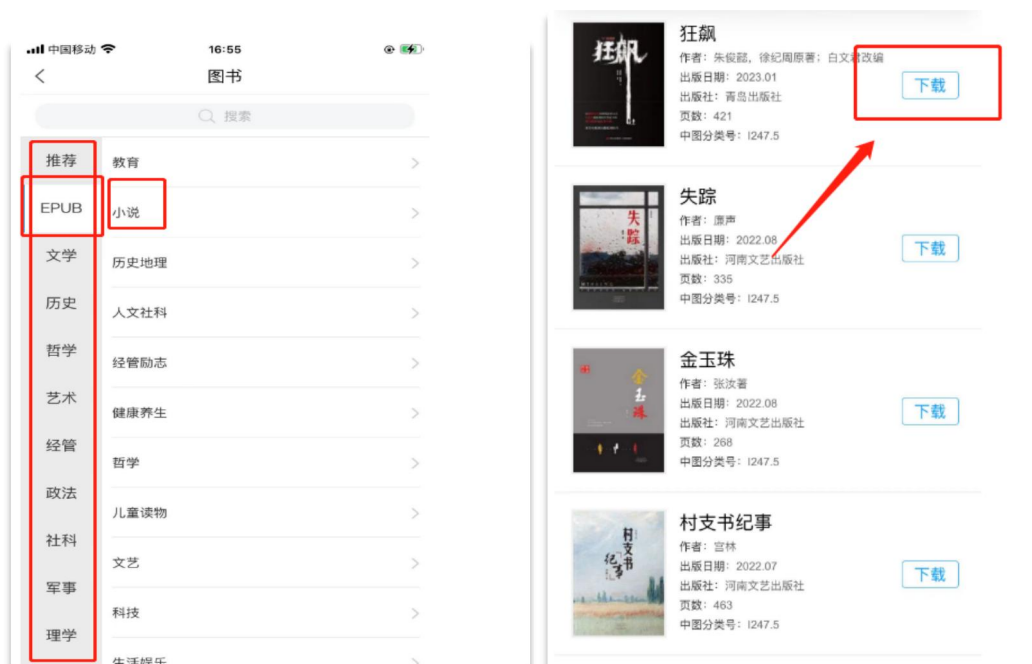 中国移动
16:55
图书
搜索
推荐
EPUB
文学
历史
哲学
艺术
经管
政法
社科
军事
理学
教育
小说
历史地理
人文社科
经管励志
健康养生
哲学
儿童读物
文艺
科技
生活娱乐
狂飙
狂飙
作者: 朱俊懿, 徐纪周原著; 白文君改编
出版日期: 2023.01
出版社: 青岛出版社
页数: 421
中图分类号: I247.5
下载
失踪
失踪
作者: 廉声
出版日期: 2022.08
出版社: 河南文艺出版社
页数: 335
中图分类号: I247.5
下载
金玉珠
金玉珠
作者: 张汝著
出版日期: 2022.08
出版社: 河南文艺出版社
页数: 268
中图分类号: I247.5
下载
村支书纪事
村支书纪事
作者: 宫林
出版日期: 2022.07
出版社: 河南文艺出版社
页数: 463
中图分类号: I247.5
下载